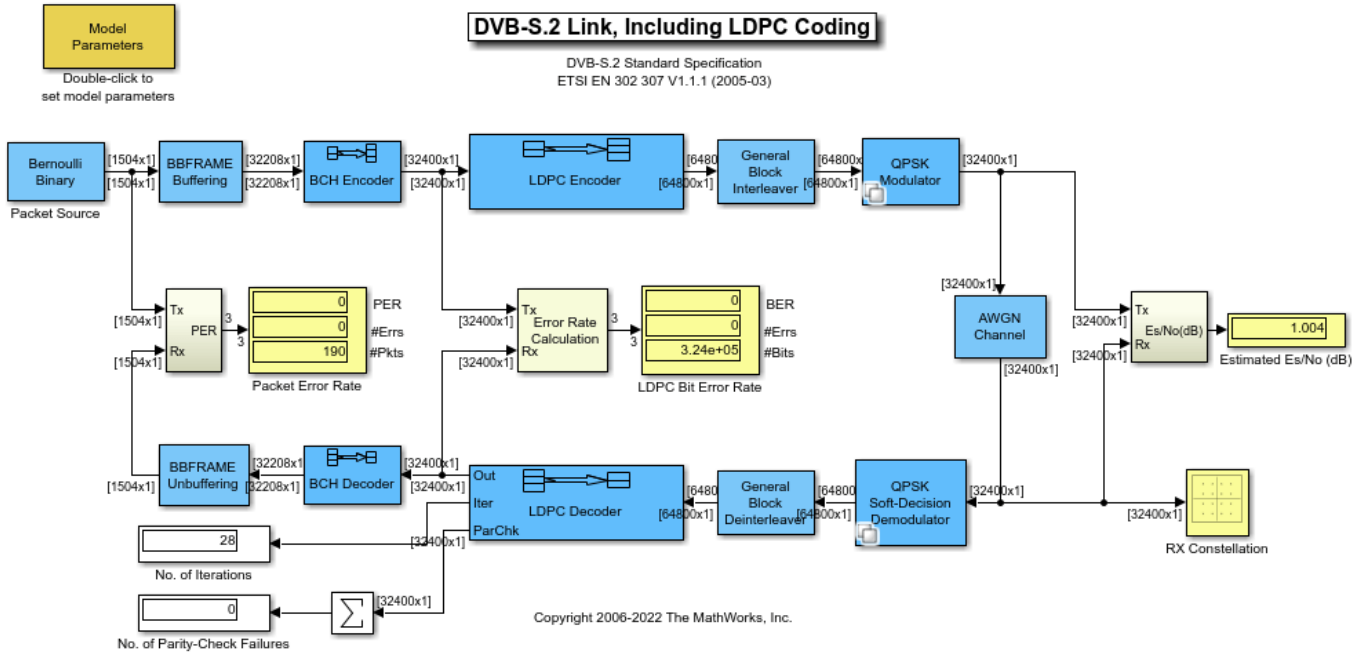 Model
Parameters
Double-click to
set model parameters
DVB-S.2 Link, Including LDPC Coding
DVB-S.2 Standard Specification
ETSI EN 302 307 V1.1.1 (2005-03)
Bernoulli
Binary
Packet Source
[1504x1]
[1504x1]
BBFRAME
Buffering
[32208x1]
[32208x1]
BCH Encoder
[32400x1]
[32400x1]
LDPC Encoder
[6480
[64800x1]
General
Block
Interleaver
[64800x
[64800x1]
QPSK
Modulator
[32400x1]
[1504x1]
[1504x1]
Tx
Rx
PER
3
3
0
0
190
PER
#Errs
#Pkts
Packet Error Rate
[32400x1]
[32400x1]
Tx
Rx
Error Rate
Calculation
3
3
0
0
3.24e+05
BER
#Errs
#Bits
LDPC Bit Error Rate
[32400x1]
AWGN
Channel
[32400x1]
[32400x1]
[32400x1]
Tx
Rx
Es/No(dB)
1.004
Estimated Es/No (dB)
[1504x1]
BBFRAME
Unbuffering
[32208x1
[32208x1]
BCH Decoder
[32400x1]
[32400x1]
Out
Iter
ParChk
LDPC Decoder
[6480
[64800x1]
General
Block
Deinterleaver
[64800
[64800x1]
QPSK
Soft-Decision
Demodulator
[32400x1]
[32400x1]
RX Constellation
28
No. of Iterations
[32400x1]
0
No. of Parity-Check Failures
[32400x1]
Copyright 2006-2022 The MathWorks, Inc.